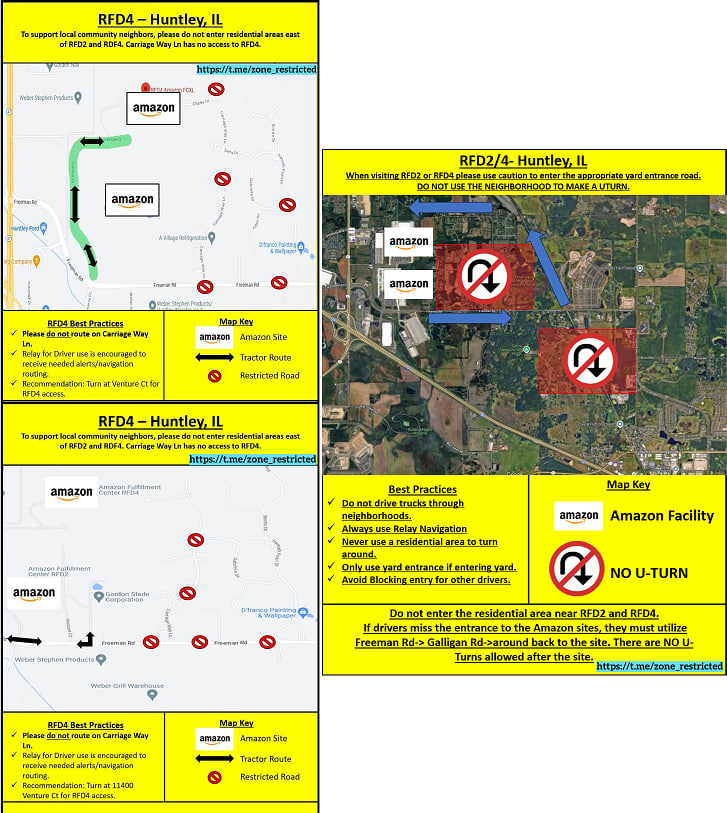 RFD4 – Huntley, IL
To support local community neighbors, please do not enter residential areas east
of RFD2 and RDF4. Carriage Way Ln has no access to RFD4.
https://t.me/zone_restricted
Weber-Stephen Products
RFD4 Amazon FCXL
amazon
amazon
Freeman Rd
Huntley Ford
ng Company
A Village Refrigeration
D'franco Painting
& Wallpaper
Freeman Rd
Freeman Rd
Freeman Rd
Weber Stephen Products/
RFD4 Best Practices
✓ Please do not route on Carriage Way
Ln.
✓ Relay for Driver use is encouraged to
receive needed alerts/navigation
routing.
✓ Recommendation: Turn at Venture Ct for
RFD4 access.
Map Key
amazon Amazon Site
Tractor Route
Restricted Road
RFD4 – Huntley, IL
To support local community neighbors, please do not enter residential areas east
of RFD2 and RDF4. Carriage Way Ln has no access to RFD4.
https://t.me/zone_restricted
Amazon Fulfillment
Center RFD4
amazon
Amazon Fulfillment
Center RFD2
amazon
Gordon Stade
Corporation
D'franco Painting
& Wallpaper
Freeman Rd
Freeman Rd
Weber Stephen Products
Weber Grill Warehouse
RFD4 Best Practices
✓ Please do not route on Carriage Way
Ln.
✓ Relay for Driver use is encouraged to
receive needed alerts/navigation
routing.
✓ Recommendation: Turn at 11400
Venture Ct for RFD4 access.
Map Key
amazon Amazon Site
Tractor Route
Restricted Road
RFD2/4- Huntley, IL
When visiting RFD2 or RFD4 please use caution to enter the appropriate yard entrance road.
DO NOT USE THE NEIGHBORHOOD TO MAKE A UTURN.
amazon
amazon
Best Practices
✓ Do not drive trucks through
neighborhoods.
✓ Always use Relay Navigation
✓ Never use a residential area to turn
around.
✓ Only use yard entrance if entering yard.
✓ Avoid Blocking entry for other drivers.
Map Key
amazon Amazon Facility
NO U-TURN
Do not enter the residential area near RFD2 and RFD4.
If drivers miss the entrance to the Amazon sites, they must utilize
Freeman Rd-> Galligan Rd->around back to the site. There are NO U-
Turns allowed after the site.
https://t.me/zone_restricted